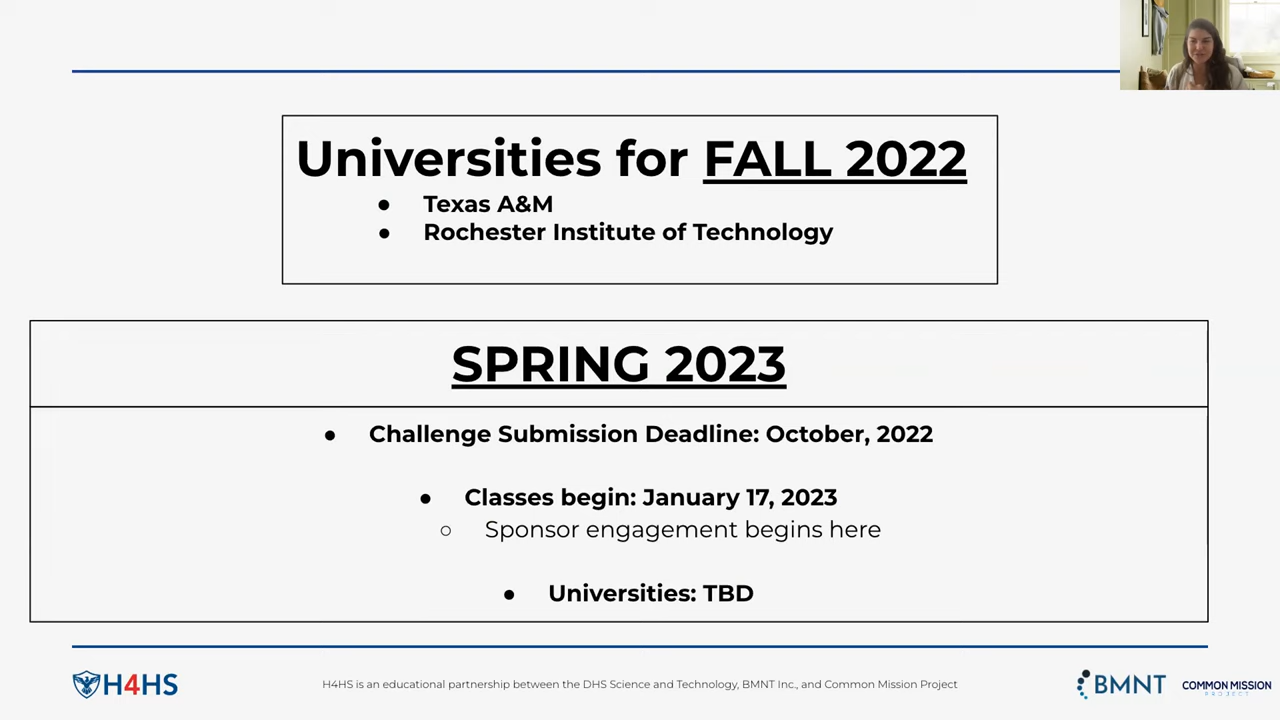 Universities for FALL 2022
● Texas A&M
● Rochester Institute of Technology
SPRING 2023
● Challenge Submission Deadline: October, 2022
● Classes begin: January 17, 2023
○ Sponsor engagement begins here
● Universities: TBD
H4HS
H4HS is an educational partnership between the DHS Science and Technology, BMNT Inc., and Common Mission Project
BMNT
COMMON MISSION
PROJECT